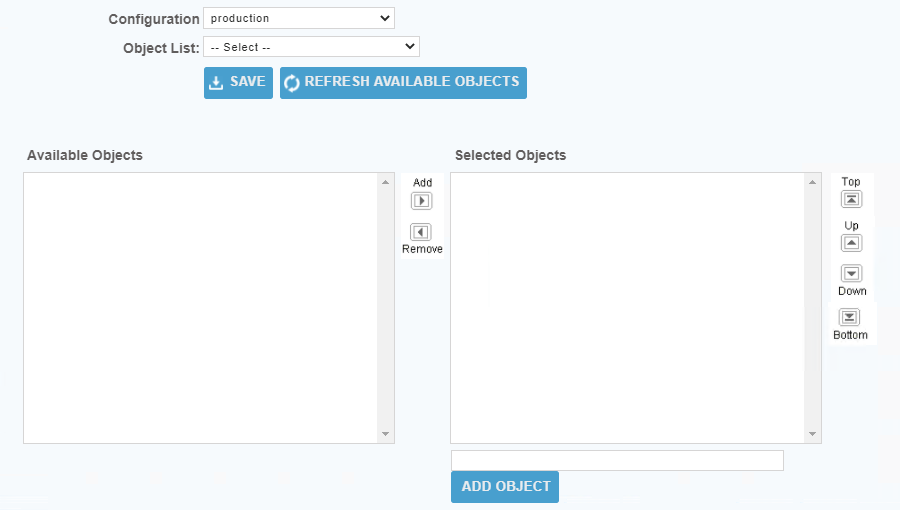 Configuration production
Object List: -- Select --
SAVE REFRESH AVAILABLE OBJECTS
Available Objects
Selected Objects
Add
Remove
Top
Up
Down
Bottom
ADD OBJECT